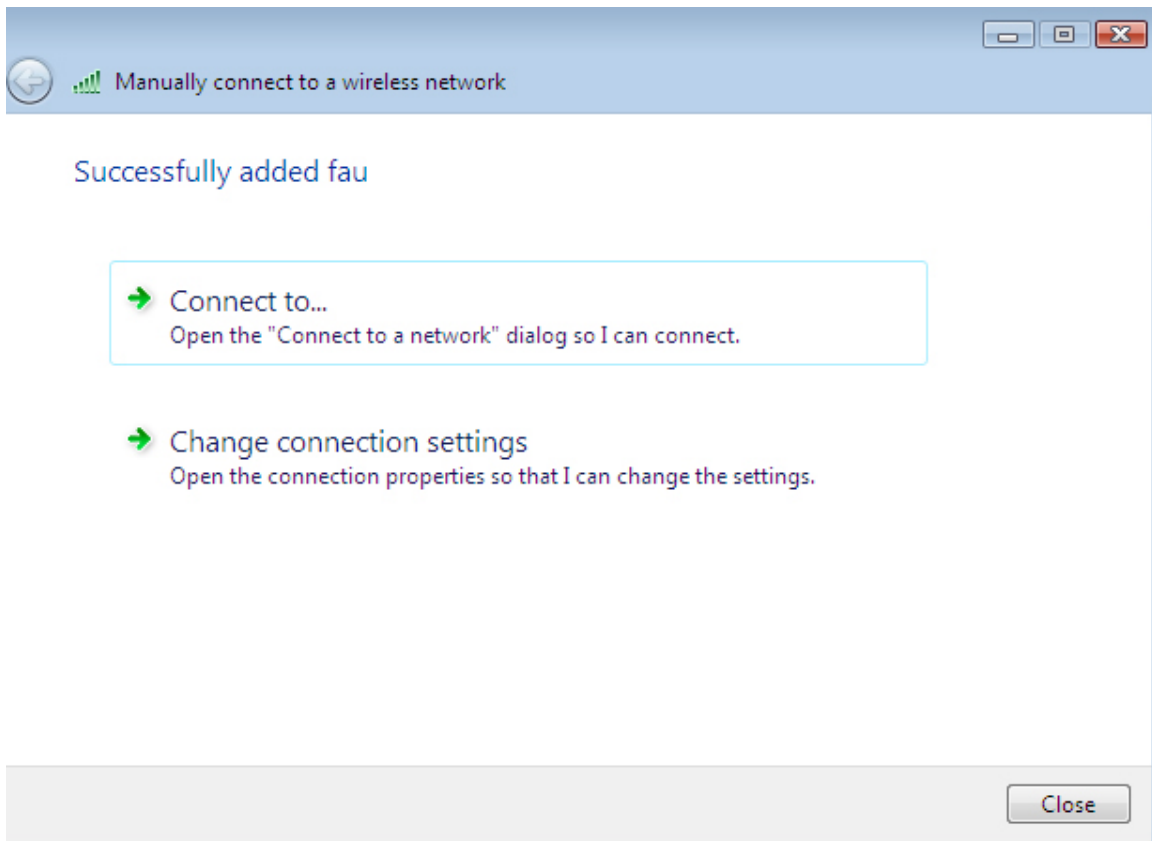 Manually connect to a wireless network
Successfully added fau
Connect to...
Open the "Connect to a network" dialog so I can connect.
Change connection settings
Open the connection properties so that I can change the settings.
Close